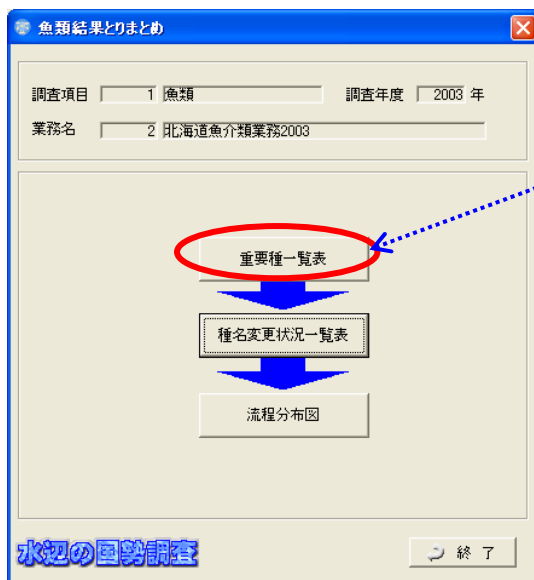 魚類結果とりまとめ
調査項目 1 魚類 調査年度 2003 年
業務名 2 北海道魚介類業務2003
重要種一覧表
種名変更状況一覧表
流程分布図
水辺の国勢調査 終 了